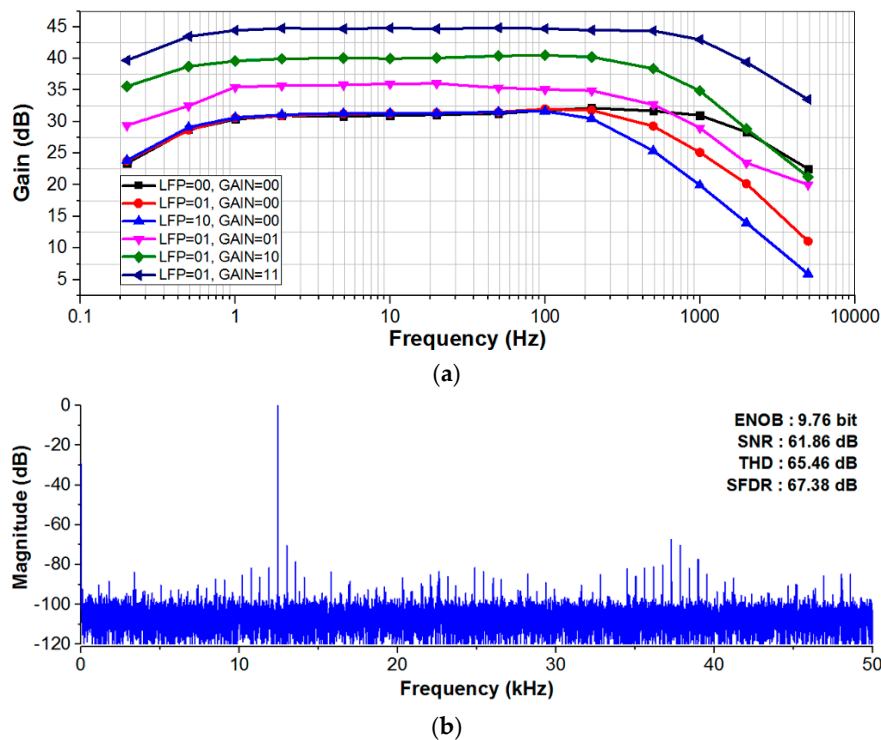 45
40
35
30
25
20
15
10
5
Gain (dB)
LFP=00, GAIN=00
LFP=01, GAIN=00
LFP=10, GAIN=00
LFP=01, GAIN=01
LFP=01, GAIN=10
LFP=01, GAIN=11
0.1 1 10 100 1000 10000
Frequency (Hz)
(a)
0
-20
-40
-60
-80
-100
-120
Magnitude (dB)
ENOB : 9.76 bit
SNR : 61.86 dB
THD : 65.46 dB
SFDR : 67.38 dB
0 10 20 30 40 50
Frequency (kHz)
(b)